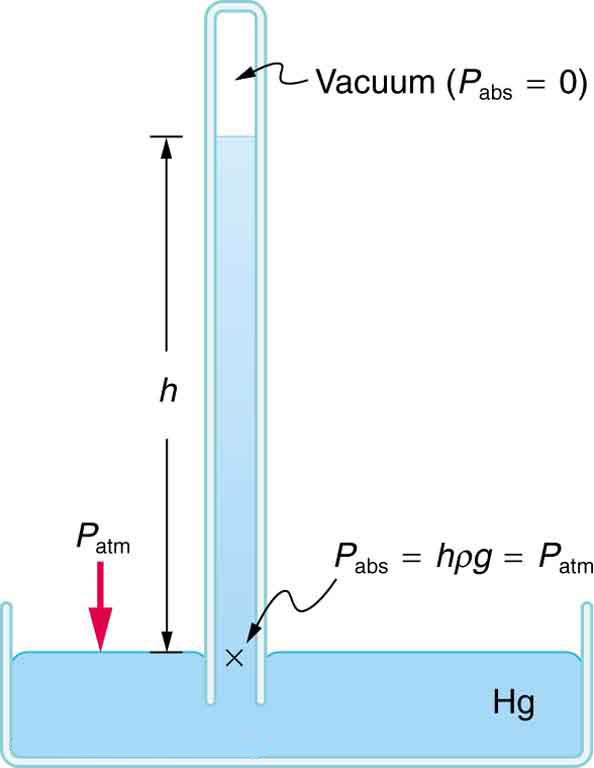 Vacuum (Pabs = 0)
h
Patm
Pabs = hρg = Patm
×
Hg